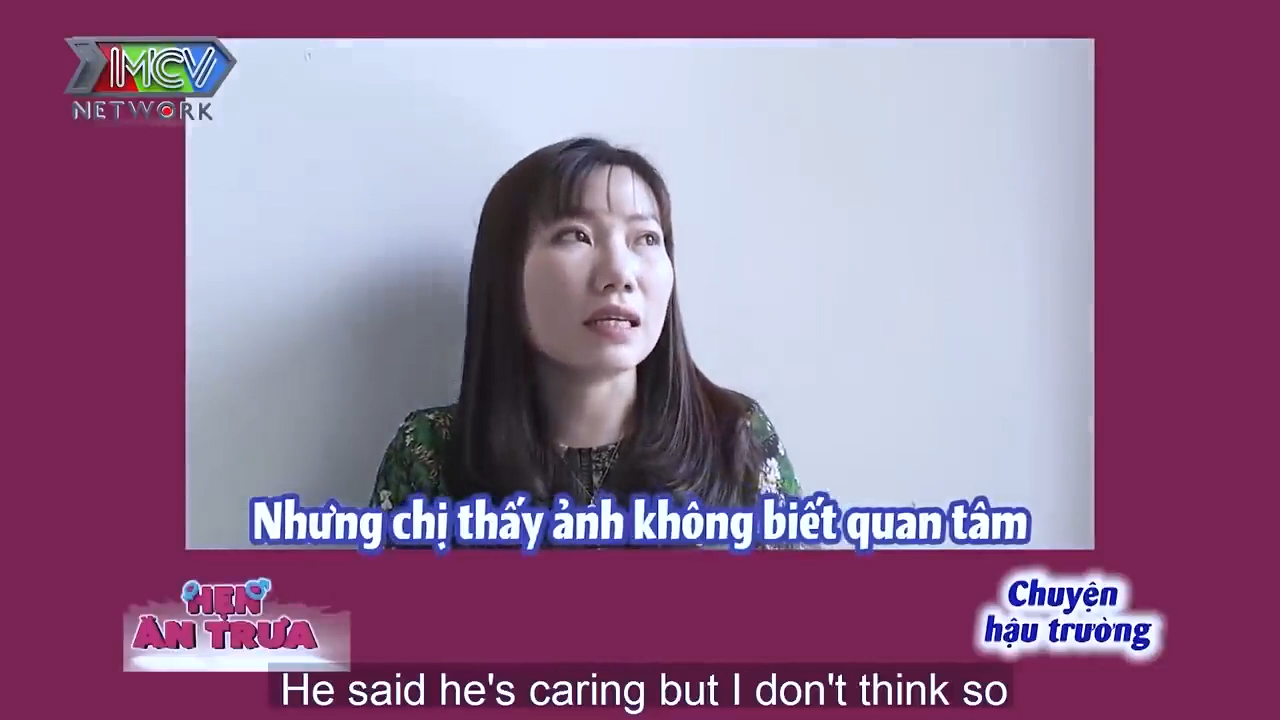 MCV
NETWORK
Nhưng chị thấy ảnh không biết quan tâm
HẸN
ĂN TRƯA
Chuyện
hậu trường
He said he's caring but I don't think so